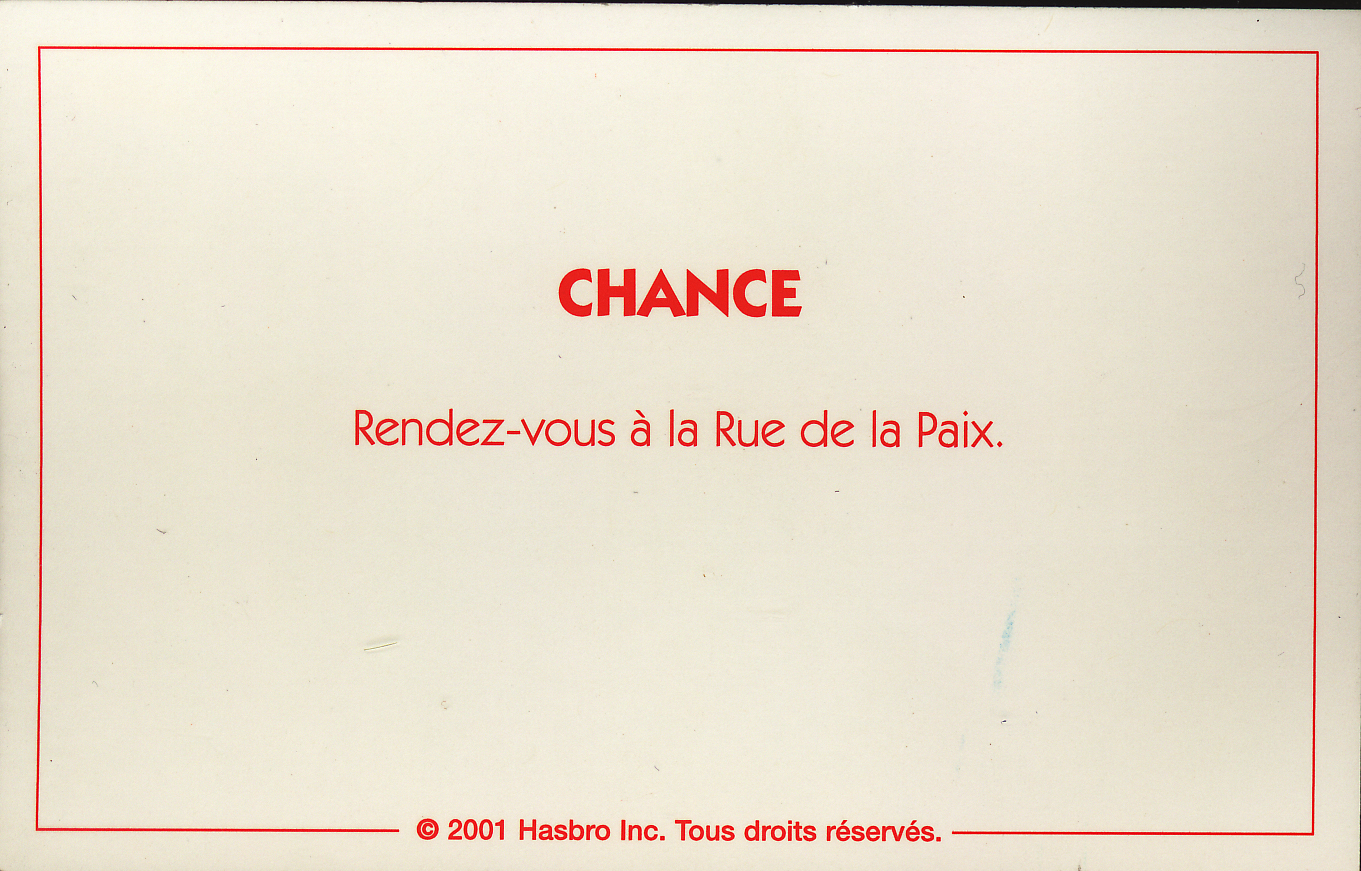 CHANCE
Rendez-vous à la Rue de la Paix.
© 2001 Hasbro Inc. Tous droits réservés.